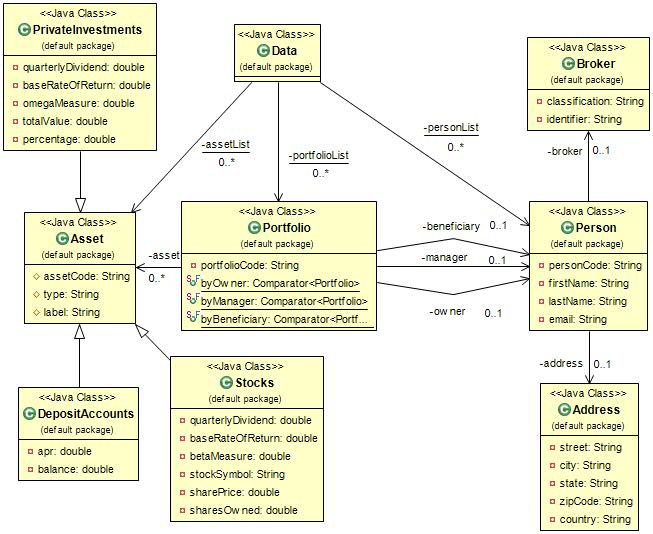 <<Java Class>>
PrivateInvestments
(default package)
quarterlyDividend: double
baseRateOfReturn: double
omegaMeasure: double
totalValue: double
percentage: double
<<Java Class>>
Data
(default package)
<<Java Class>>
Broker
(default package)
classification: String
identifier: String
-assetList
0..*
-portfolioList
0..*
-personList
0..*
-broker
0..1
<<Java Class>>
Asset
(default package)
assetCode: String
type: String
label: String
-asset
0..*
<<Java Class>>
Portfolio
(default package)
portfolioCode: String
byOwner: Comparator<Portfolio>
byManager: Comparator<Portfolio>
byBeneficiary: Comparator<Portf...
-beneficiary
0..1
-manager
0..1
-owner
0..1
<<Java Class>>
Person
(default package)
personCode: String
firstName: String
lastName: String
email: String
-address
0..1
<<Java Class>>
DepositAccounts
(default package)
apr: double
balance: double
<<Java Class>>
Stocks
(default package)
quarterlyDividend: double
baseRateOfReturn: double
betaMeasure: double
stockSymbol: String
sharePrice: double
sharesOwned: double
<<Java Class>>
Address
(default package)
street: String
city: String
state: String
zipCode: String
country: String